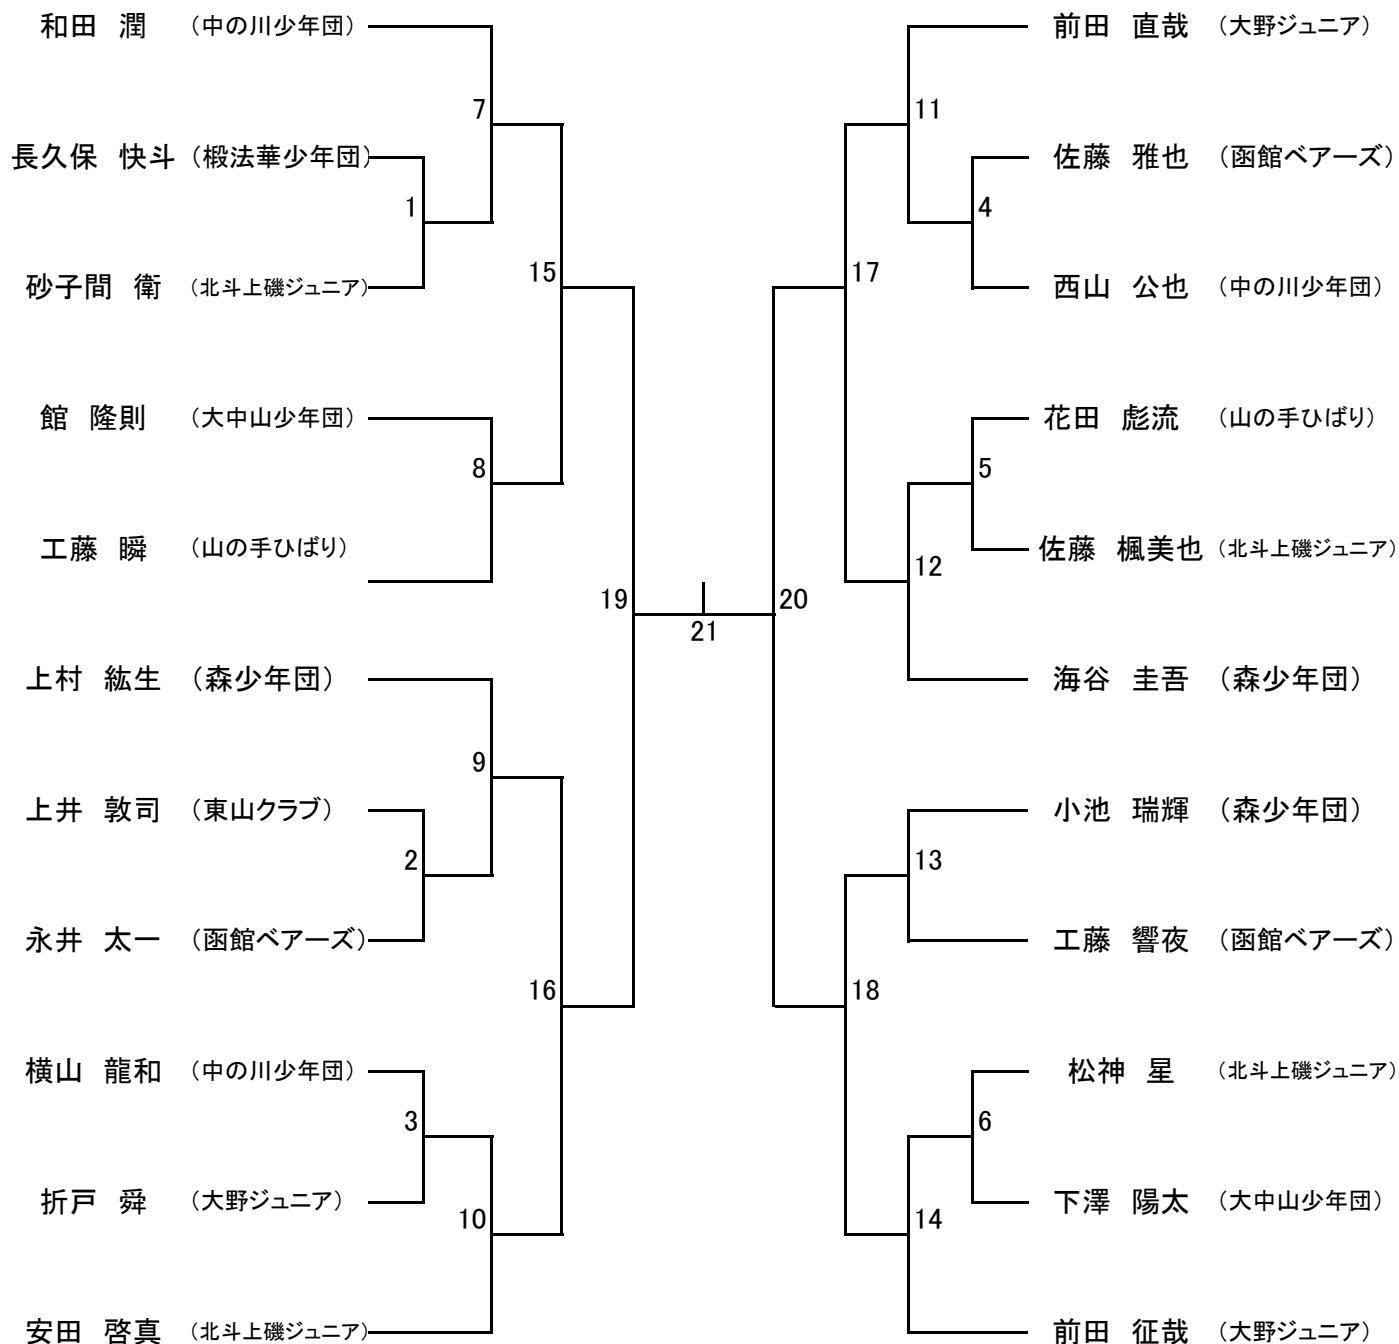 和田 潤 (中の川少年団)
7
長久保 快斗 (椴法華少年団)
1
砂子間 衛 (北斗上磯ジュニア)
15
館 隆則 (大中山少年団)
8
工藤 瞬 (山の手ひばり)
19
上村 紘生 (森少年団)
9
上井 敦司 (東山クラブ)
2
永井 太一 (函館ベアーズ)
16
横山 龍和 (中の川少年団)
3
折戸 舜 (大野ジュニア)
10
安田 啓真 (北斗上磯ジュニア)
21
前田 直哉 (大野ジュニア)
11
佐藤 雅也 (函館ベアーズ)
4
西山 公也 (中の川少年団)
17
花田 彪流 (山の手ひばり)
5
佐藤 楓美也 (北斗上磯ジュニア)
12
20
海谷 圭吾 (森少年団)
小池 瑞輝 (森少年団)
13
工藤 響夜 (函館ベアーズ)
18
松神 星 (北斗上磯ジュニア)
6
下澤 陽太 (大中山少年団)
14
前田 征哉 (大野ジュニア)